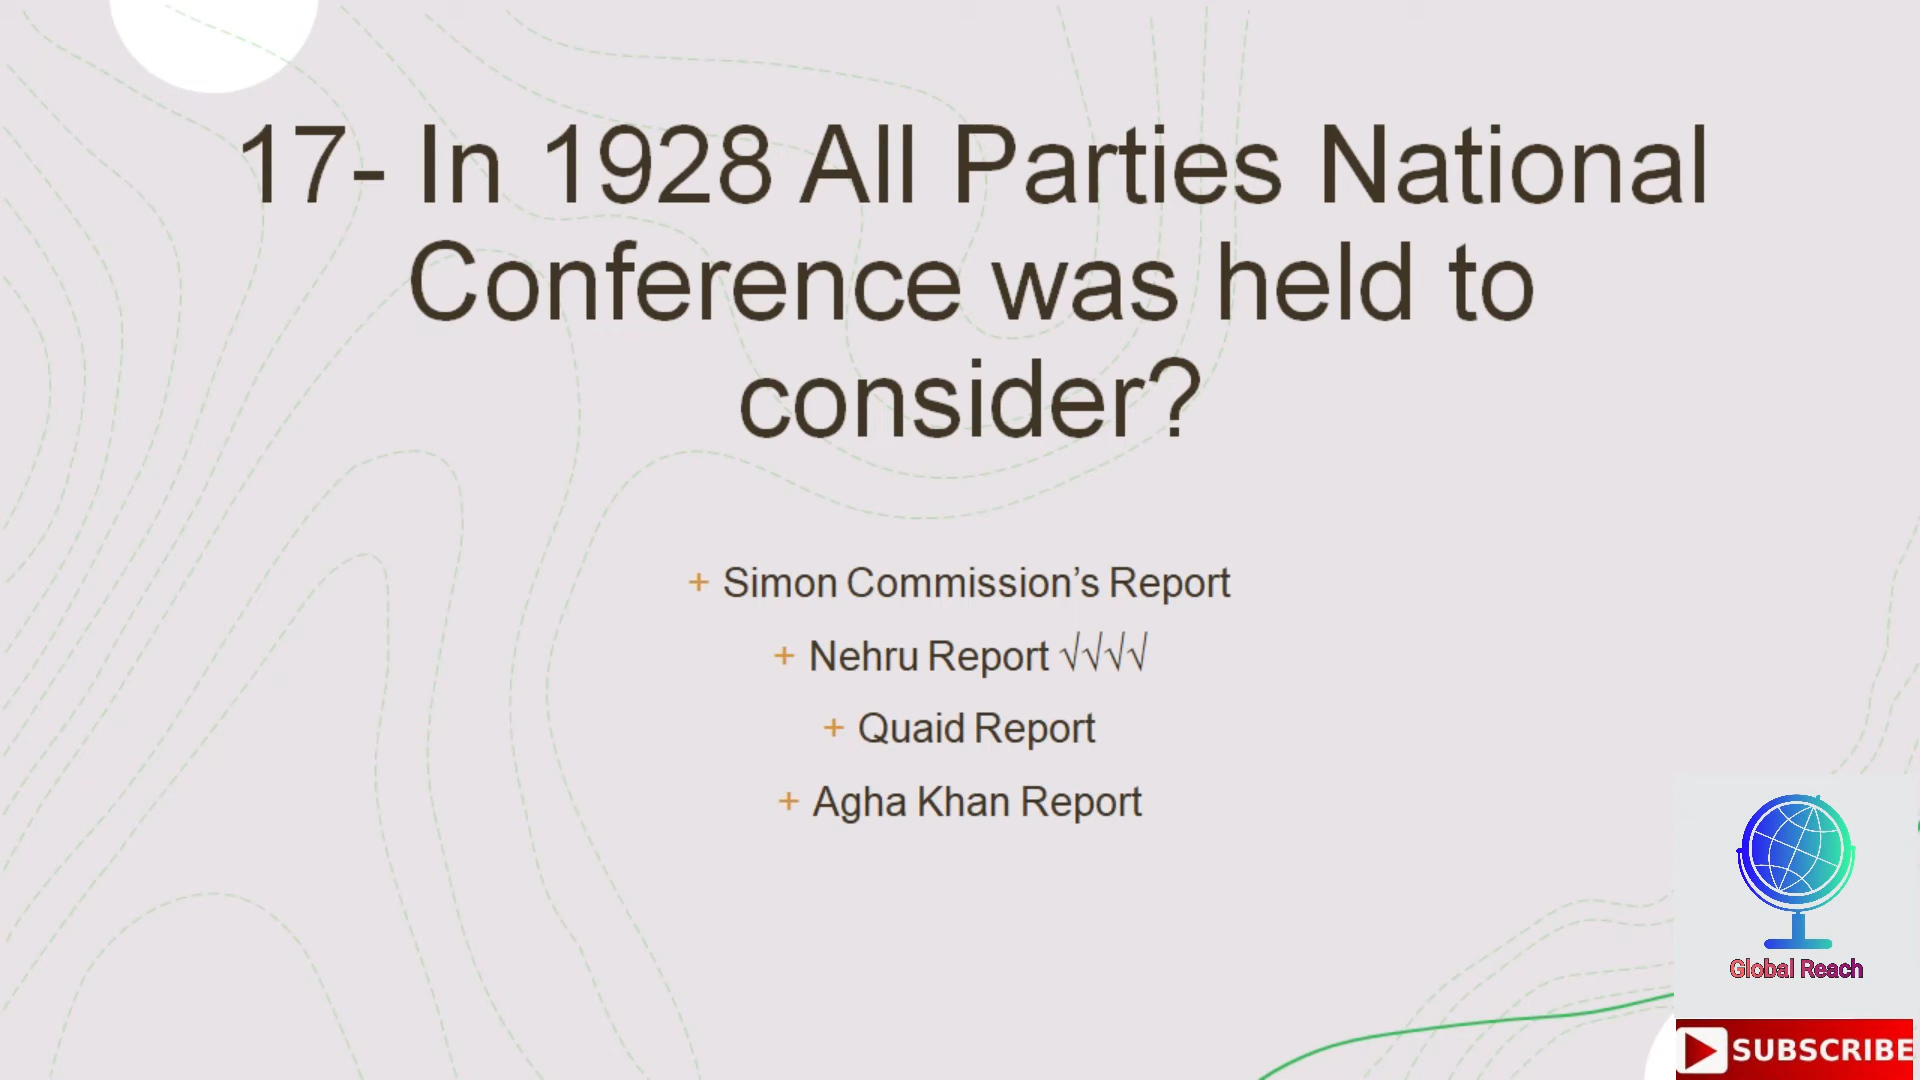 17- In 1928 All Parties National
Conference was held to
consider?
+ Simon Commission’s Report
+ Nehru Report √√√√
+ Quaid Report
+ Agha Khan Report
Global Reach
SUBSCRIBE